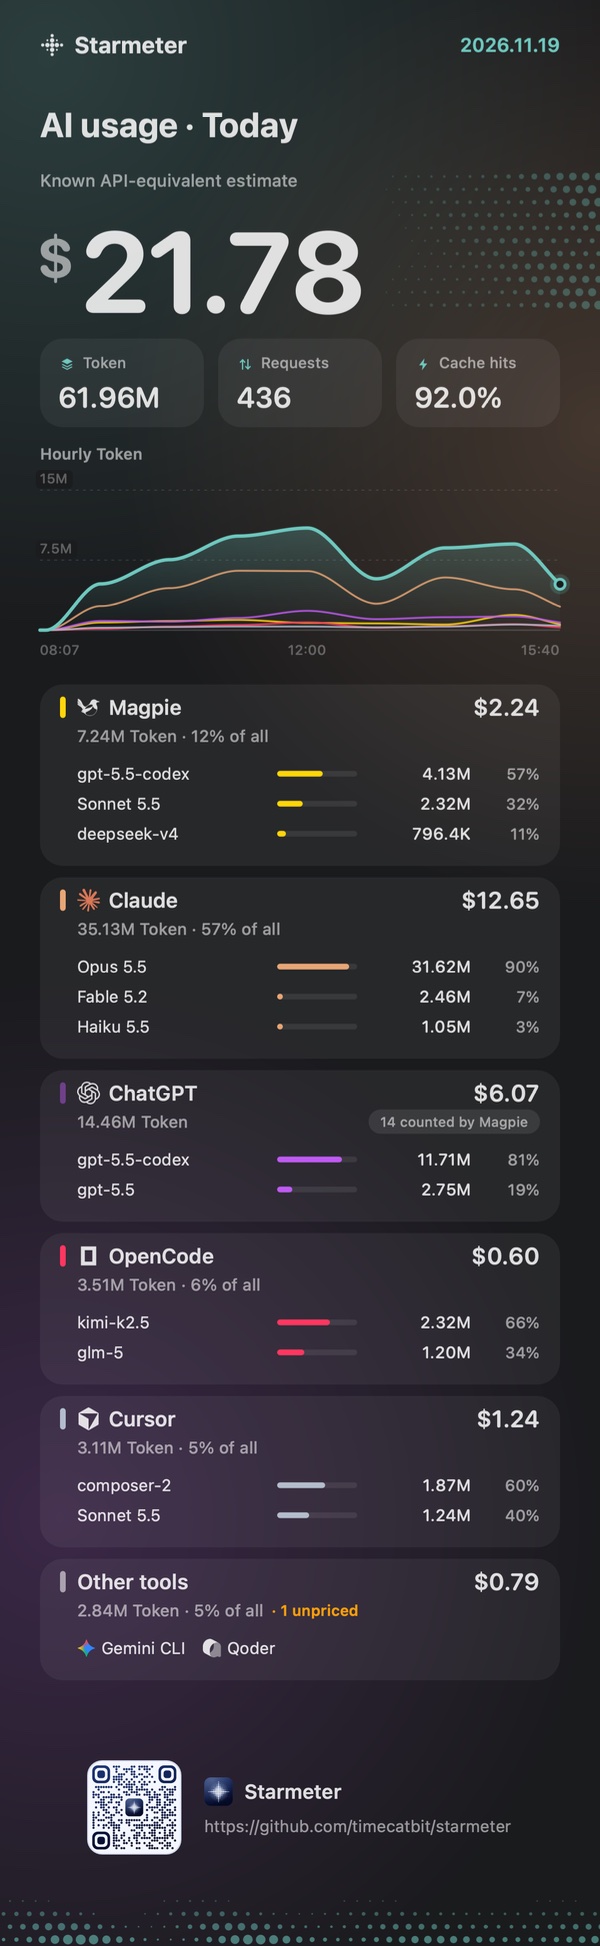 Starmeter
2026.11.19
AI usage · Today
Known API-equivalent estimate
$21.78
Token
61.96M
Requests
436
Cache hits
92.0%
Hourly Token
15M
7.5M
08:07 12:00 15:40
Magpie $2.24
7.24M Token · 12% of all
gpt-5.5-codex 4.13M 57%
Sonnet 5.5 2.32M 32%
deepseek-v4 796.4K 11%
Claude $12.65
35.13M Token · 57% of all
Opus 5.5 31.62M 90%
Fable 5.2 2.46M 7%
Haiku 5.5 1.05M 3%
ChatGPT $6.07
14.46M Token 14 counted by Magpie
gpt-5.5-codex 11.71M 81%
gpt-5.5 2.75M 19%
OpenCode $0.60
3.51M Token · 6% of all
kimi-k2.5 2.32M 66%
glm-5 1.20M 34%
Cursor $1.24
3.11M Token · 5% of all
composer-2 1.87M 60%
Sonnet 5.5 1.24M 40%
Other tools $0.79
2.84M Token · 5% of all · 1 unpriced
Gemini CLI Qoder
Starmeter
https://github.com/timecatbit/starmeter